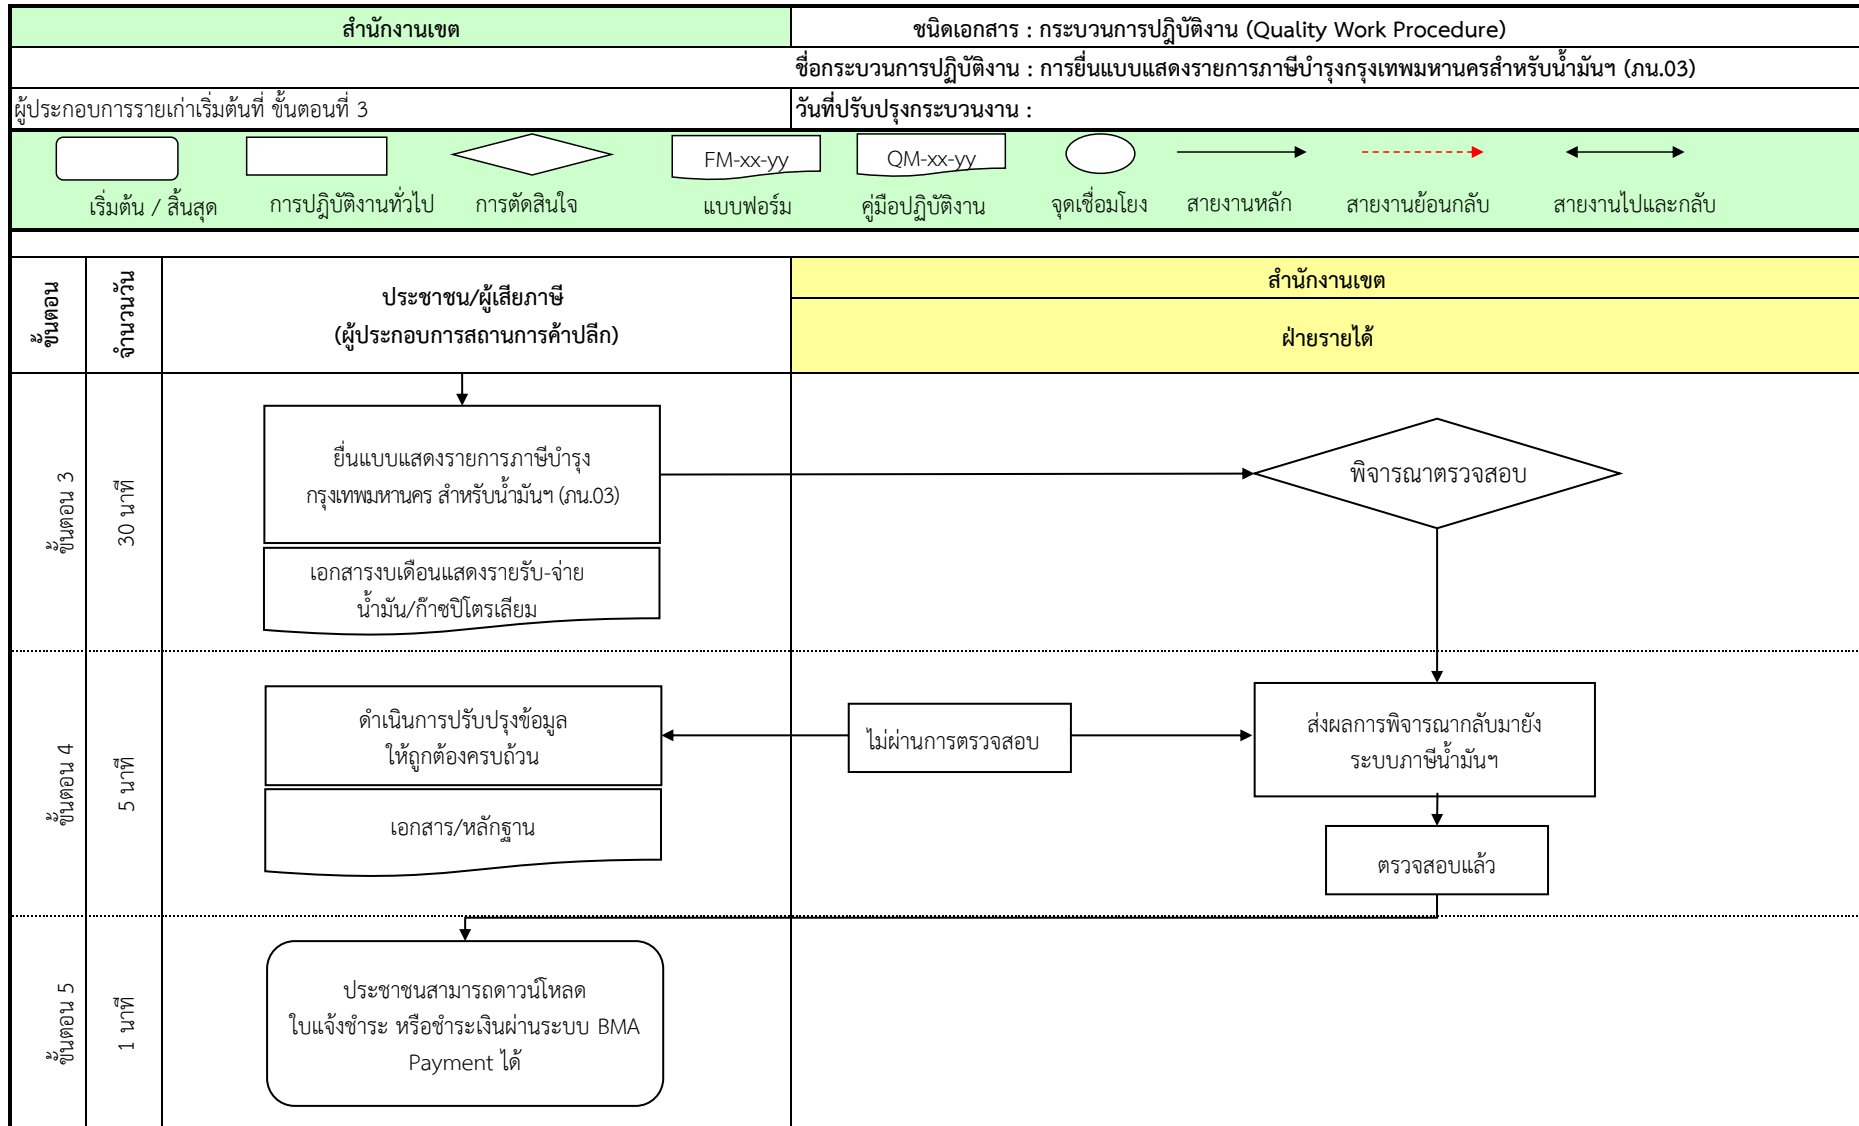 สำนักงานเขต
ชนิดเอกสาร : กระบวนการปฎิบัติงาน (Quality Work Procedure)
ชื่อกระบวนการปฏิบัติงาน : การยื่นแบบแสดงรายการภาษีบำรุงกรุงเทพมหานครสำหรับน้ำมันฯ (ภน.03)
ผู้ประกอบการรายเก่าเริ่มต้นที่ ขั้นตอนที่ 3
วันที่ปรับปรุงกระบวนงาน :
FM-xx-yy
QM-xx-yy
เริ่มต้น / สิ้นสุด
การปฎิบัติงานทั่วไป
การตัดสินใจ
แบบฟอร์ม
คู่มือปฏิบัติงาน
จุดเชื่อมโยง
สายงานหลัก
สายงานย้อนกลับ
สายงานไปและกลับ
ขั้นตอน
จำนวนวัน
ประชาชน/ผู้เสียภาษี
(ผู้ประกอบการสถานการค้าปลีก)
สำนักงานเขต
ฝ่ายรายได้
ขั้นตอน 3
30 นาที
ยื่นแบบแสดงรายการภาษีบำรุง
กรุงเทพมหานคร สำหรับน้ำมันฯ (ภน.03)
พิจารณาตรวจสอบ
เอกสารงบเดือนแสดงรายรับ-จ่าย
น้ำมัน/ก๊าซปิโตรเลียม
ขั้นตอน 4
5 นาที
ดำเนินการปรับปรุงข้อมูล
ให้ถูกต้องครบถ้วน
ไม่ผ่านการตรวจสอบ
ส่งผลการพิจารณากลับมายัง
ระบบภาษีน้ำมันฯ
เอกสาร/หลักฐาน
ตรวจสอบแล้ว
ขั้นตอน 5
1 นาที
ประชาชนสามารถดาวน์โหลด
ใบแจ้งชำระ หรือชำระเงินผ่านระบบ BMA
Payment ได้